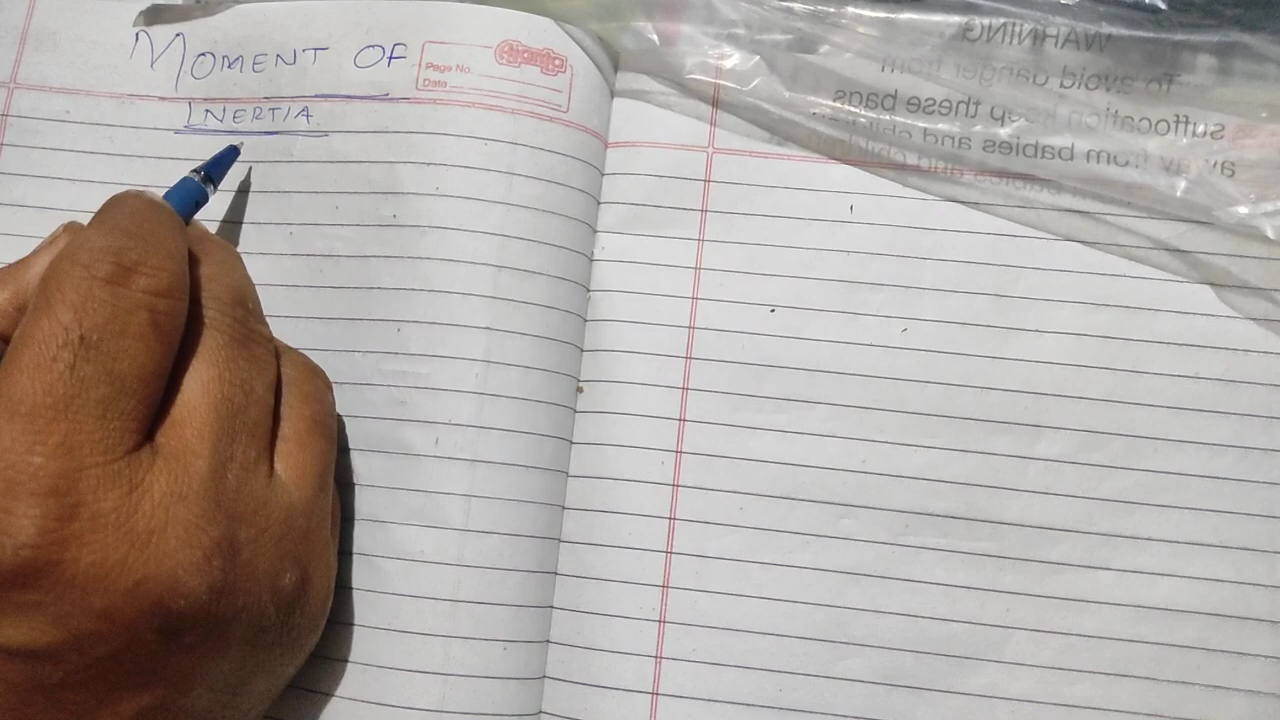 MOMENT OF
INERTIA.
Ajanta
Page No.
Date
WARNING
To avoid danger from
suffocation keep these bags
away from babies and children